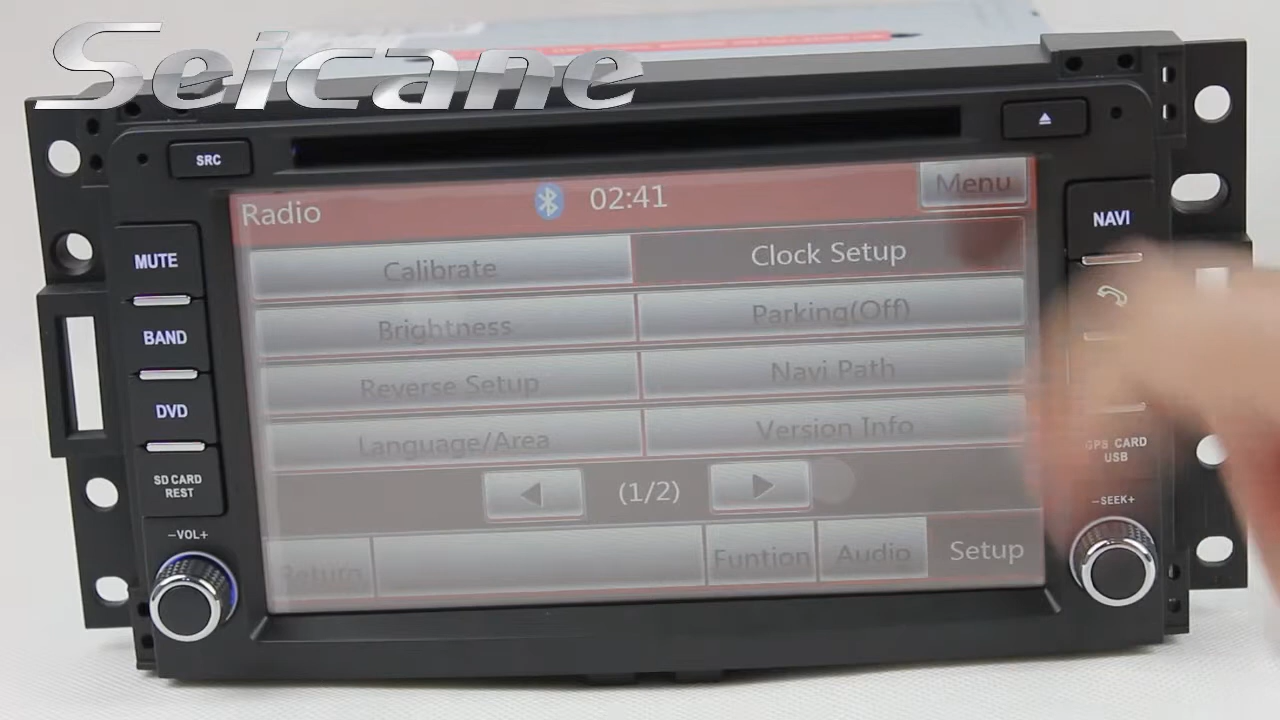 Seicane
SRC
Radio
02:41
Menu
NAVI
MUTE
Calibrate
Clock Setup
BAND
Brightness
Parking(Off)
DVD
Reverse Setup
Navi Path
Language/Area
Version Info
GPS CARD
USB
SD CARD
REST
(1/2)
-SEEK+
-VOL+
Return
Funtion
Audio
Setup